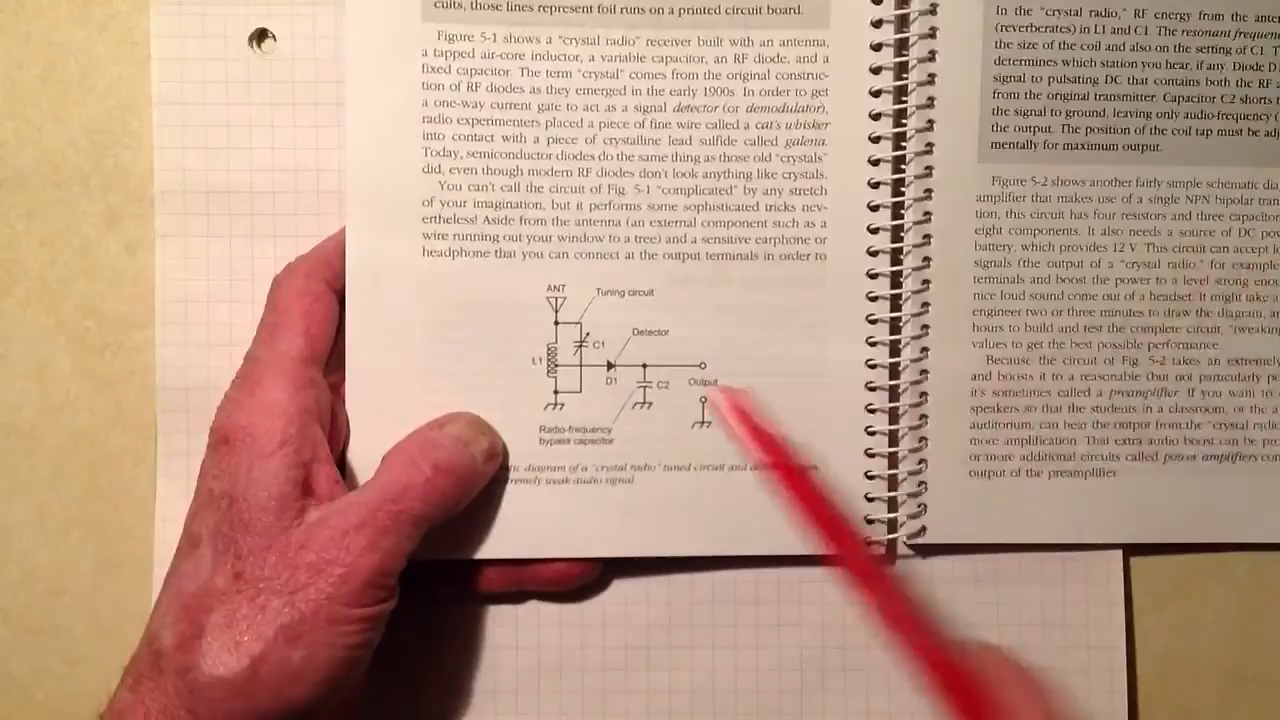 cuits, those lines represent foil runs on a printed circuit board.
Figure 5-1 shows a "crystal radio" receiver built with an antenna,
a tapped air-core inductor, a variable capacitor, an RF diode, and a
fixed capacitor. The term "crystal" comes from the original construc-
tion of RF diodes as they emerged in the early 1900s. In order to get
a one-way current gate to act as a signal detector (or demodulator),
radio experimenters placed a piece of fine wire called a cat's whisker
into contact with a piece of crystalline lead sulfide called galena.
Today, semiconductor diodes do the same thing as those old "crystals"
did, even though modern RF diodes don't look anything like crystals.
You can't call the circuit of Fig. 5-1 "complicated" by any stretch
of your imagination, but it performs some sophisticated tricks nev-
ertheless! Aside from the antenna (an external component such as a
wire running out your window to a tree) and a sensitive earphone or
headphone that you can connect at the output terminals in order to
ANT
Tuning circuit
C1
Detector
L1
D1
C2
Output
Radio-frequency
bypass capacitor
diagram of a "crystal radio" tuned circuit and
weak audio signal
In the "crystal radio," RF energy from the
(reverberates) in L1 and C1. The resonant
the size of the coil and also on the setting of C1.
determines which station you hear, if any. Diode
signal to pulsating DC that contains both the RF
from the original transmitter. Capacitor C2 shorts
the signal to ground, leaving only audio-frequency
the output. The position of the coil tap must be
mentally for maximum output.
Figure 5-2 shows another fairly simple schematic
amplifier that makes use of a single NPN bipolar
tion, this circuit has four resistors and three
eight components. It also needs a source of DC
battery, which provides 12 V. This circuit can accept
signals (the output of a "crystal radio," for example
terminals and boost the power to a level strong
nice loud sound come out of a headset. It might take
engineer two or three minutes to draw the diagram,
hours to build and test the complete circuit, "tweaking
values to get the best possible performance.
Because the circuit of Fig. 5-2 takes an extremely
and boosts it to a reasonable (but not particularly
it's sometimes called a preamplifier. If you want to
speakers so that the students in a classroom, or the
auditorium, can hear the output from the "crystal
more amplification. That extra audio boost can be
or more additional circuits called power amplifiers
output of the preamplifier.